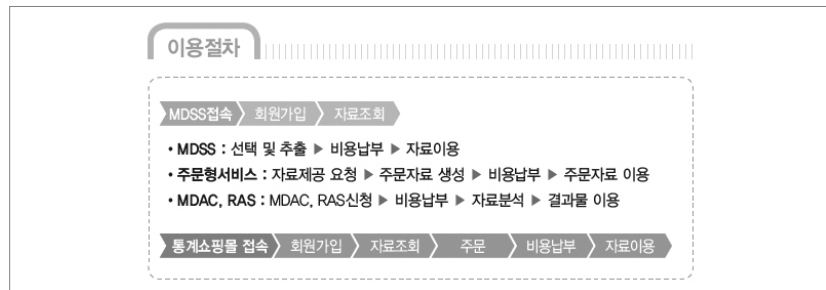 이용절차
MDSS접속 회원가입 자료조회
• MDSS : 선택 및 추출 ▶ 비용납부 ▶ 자료이용
• 주문형서비스 : 자료제공 요청 ▶ 주문자료 생성 ▶ 비용납부 ▶ 주문자료 이용
• MDAC, RAS : MDAC, RAS신청 ▶ 비용납부 ▶ 자료분석 ▶ 결과물 이용
통계쇼핑몰 접속 회원가입 자료조회 주문 비용납부 자료이용